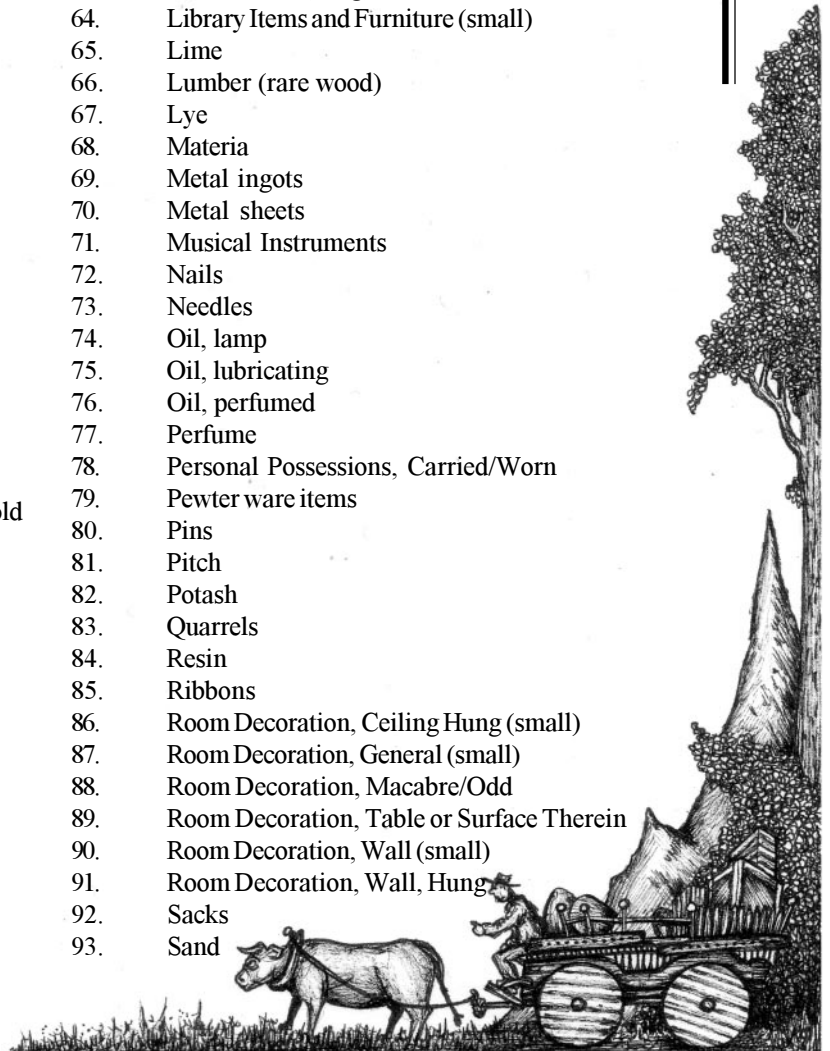 64. Library Items and Furniture (small)
65. Lime
66. Lumber (rare wood)
67. Lye
68. Materia
69. Metal ingots
70. Metal sheets
71. Musical Instruments
72. Nails
73. Needles
74. Oil, lamp
75. Oil, lubricating
76. Oil, perfumed
77. Perfume
78. Personal Possessions, Carried/Worn
79. Pewter ware items
80. Pins
81. Pitch
82. Potash
83. Quarrels
84. Resin
85. Ribbons
86. Room Decoration, Ceiling Hung (small)
87. Room Decoration, General (small)
88. Room Decoration, Macabre/Odd
89. Room Decoration, Table or Surface Therein
90. Room Decoration, Wall (small)
91. Room Decoration, Wall, Hung
92. Sacks
93. Sand